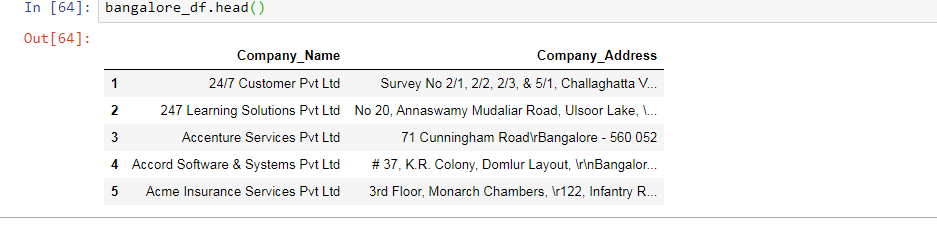 In [64]: bangalore_df.head()
Out[64]:
Company_Name Company_Address
1 24/7 Customer Pvt Ltd Survey No 2/1, 2/2, 2/3, & 5/1, Challaghatta V...
2 247 Learning Solutions Pvt Ltd No 20, Annaswamy Mudaliar Road, Ulsoor Lake, \...
3 Accenture Services Pvt Ltd 71 Cunningham Road\rBangalore - 560 052
4 Accord Software & Systems Pvt Ltd # 37, K.R. Colony, Domlur Layout, \r\nBangalor...
5 Acme Insurance Services Pvt Ltd 3rd Floor, Monarch Chambers, \r122, Infantry R...